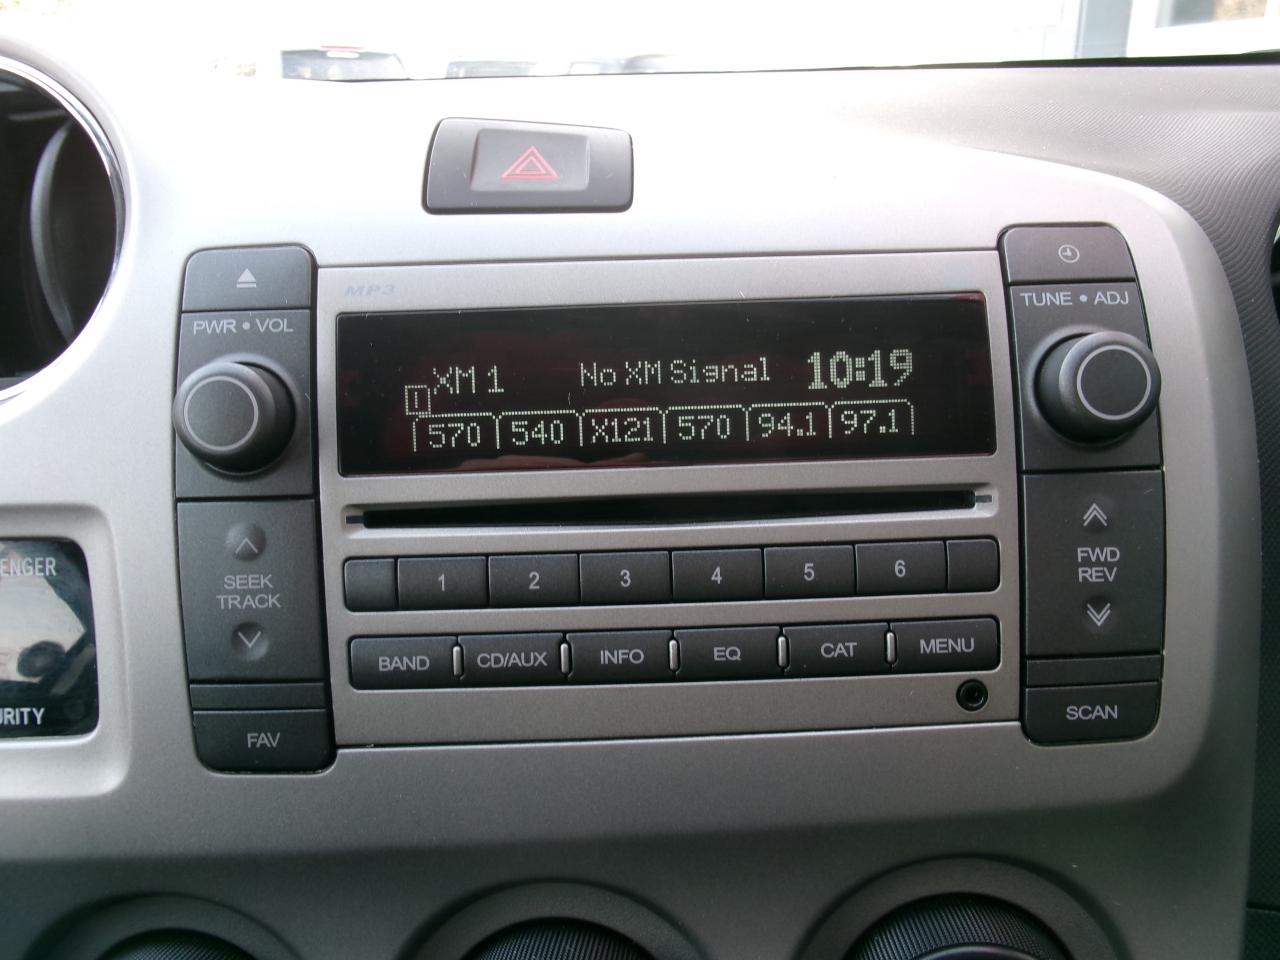 MP3
PWR • VOL
TUNE • ADJ
XM 1 No XM Signal 10:19
1
570 540 X121 570 94.1 97.1
SEEK
TRACK
FWD
REV
1 2 3 4 5 6
BAND CD/AUX INFO EQ CAT MENU
FAV
SCAN
ENGER
URITY